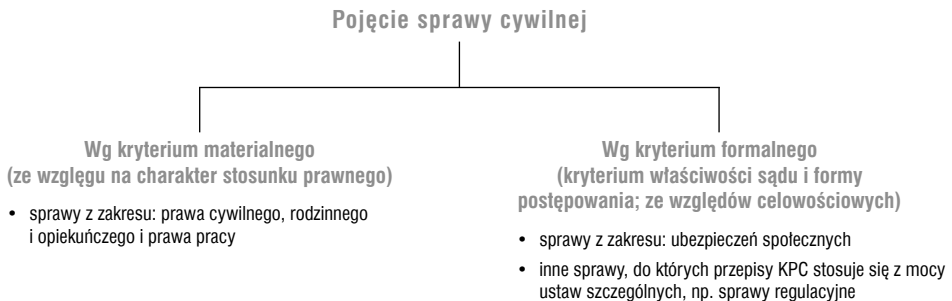 Pojęcie sprawy cywilnej
Wg kryterium materialnego
(ze względu na charakter stosunku prawnego)
• sprawy z zakresu: prawa cywilnego, rodzinnego
i opiekuńczego i prawa pracy
Wg kryterium formalnego
(kryterium właściwości sądu i formy
postępowania; ze względów celowościowych)
• sprawy z zakresu: ubezpieczeń społecznych
• inne sprawy, do których przepisy KPC stosuje się z mocy
ustaw szczególnych, np. sprawy regulacyjne